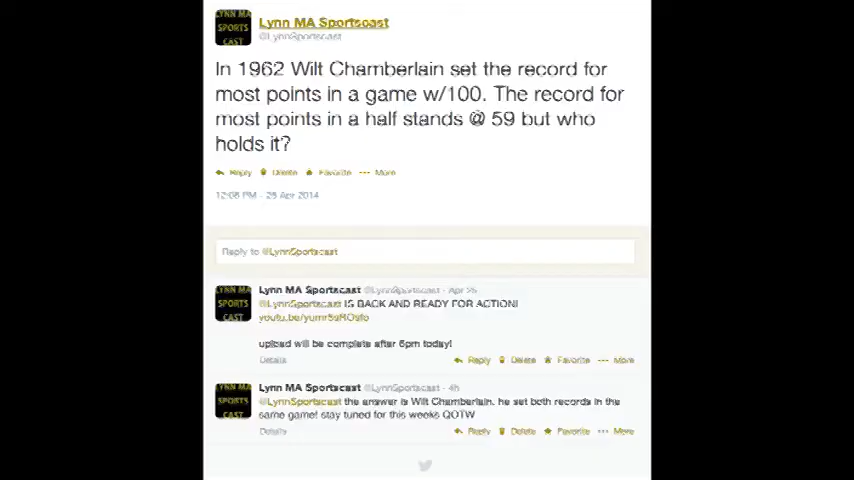 LYNN MA
SPORTS
CAST
Lynn MA Sportscast
@LynnSportscast
In 1962 Wilt Chamberlain set the record for
most points in a game w/100. The record for
most points in a half stands @ 59 but who
holds it?
Reply Delete Favorite ••• More
12:08 PM - 25 Apr 2014
Reply to @LynnSportscast
LYNN MA
SPORTS
CAST
Lynn MA Sportscast @LynnSportscast · Apr 25
@LynnSportscast IS BACK AND READY FOR ACTION!
upload will be complete after 6pm today!
Details Reply Delete Favorite ••• More
LYNN MA
SPORTS
CAST
Lynn MA Sportscast @LynnSportscast · 4h
@LynnSportscast the answer is Wilt Chamberlain. he set both records in the
same game! stay tuned for this weeks QOTW
Details Reply Delete Favorite ••• More